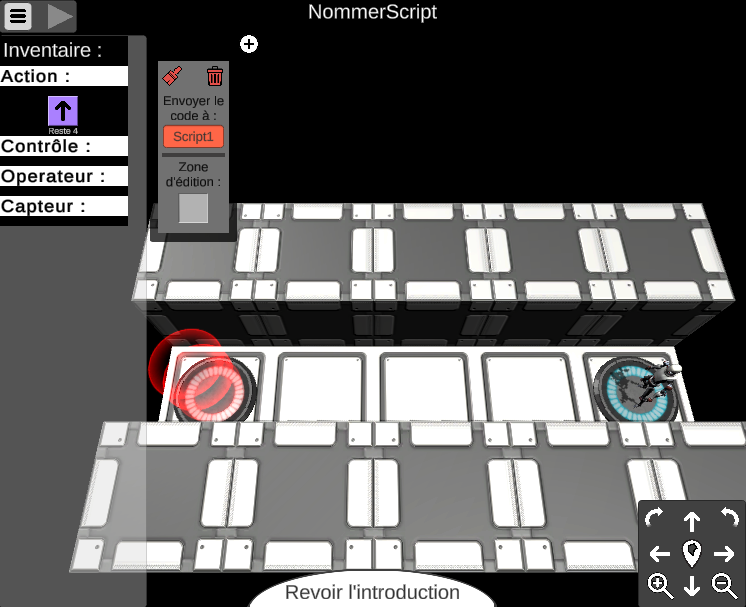 NommerScript
Inventaire :
Action :
Reste 4
Contrôle :
Operateur :
Capteur :
Envoyer le
code à :
Script1
Zone
d'édition :
Revoir l'introduction